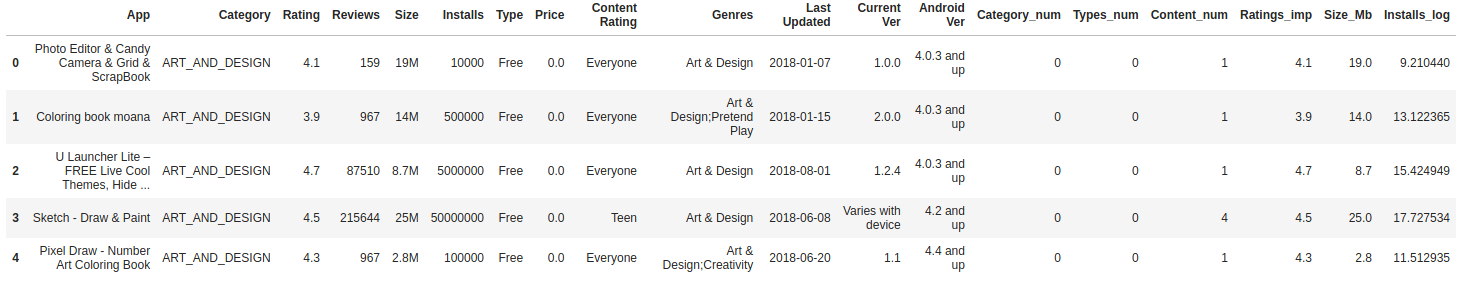 App Category Rating Reviews Size Installs Type Price Content Rating Genres Last Updated Current Ver Android Ver Category_num Types_num Content_num Ratings_imp Size_Mb Installs_log
0 Photo Editor & Candy Camera & Grid & ScrapBook ART_AND_DESIGN 4.1 159 19M 10000 Free 0.0 Everyone Art & Design 2018-01-07 1.0.0 4.0.3 and up 0 0 1 4.1 19.0 9.210440
1 Coloring book moana ART_AND_DESIGN 3.9 967 14M 500000 Free 0.0 Everyone Art & Design;Pretend Play 2018-01-15 2.0.0 4.0.3 and up 0 0 1 3.9 14.0 13.122365
2 U Launcher Lite – FREE Live Cool Themes, Hide ... ART_AND_DESIGN 4.7 87510 8.7M 5000000 Free 0.0 Everyone Art & Design 2018-08-01 1.2.4 4.0.3 and up 0 0 1 4.7 8.7 15.424949
3 Sketch - Draw & Paint ART_AND_DESIGN 4.5 215644 25M 50000000 Free 0.0 Teen Art & Design 2018-06-08 Varies with device 4.2 and up 0 0 4 4.5 25.0 17.727534
4 Pixel Draw - Number Art Coloring Book ART_AND_DESIGN 4.3 967 2.8M 100000 Free 0.0 Everyone Art & Design;Creativity 2018-06-20 1.1 4.4 and up 0 0 1 4.3 2.8 11.512935